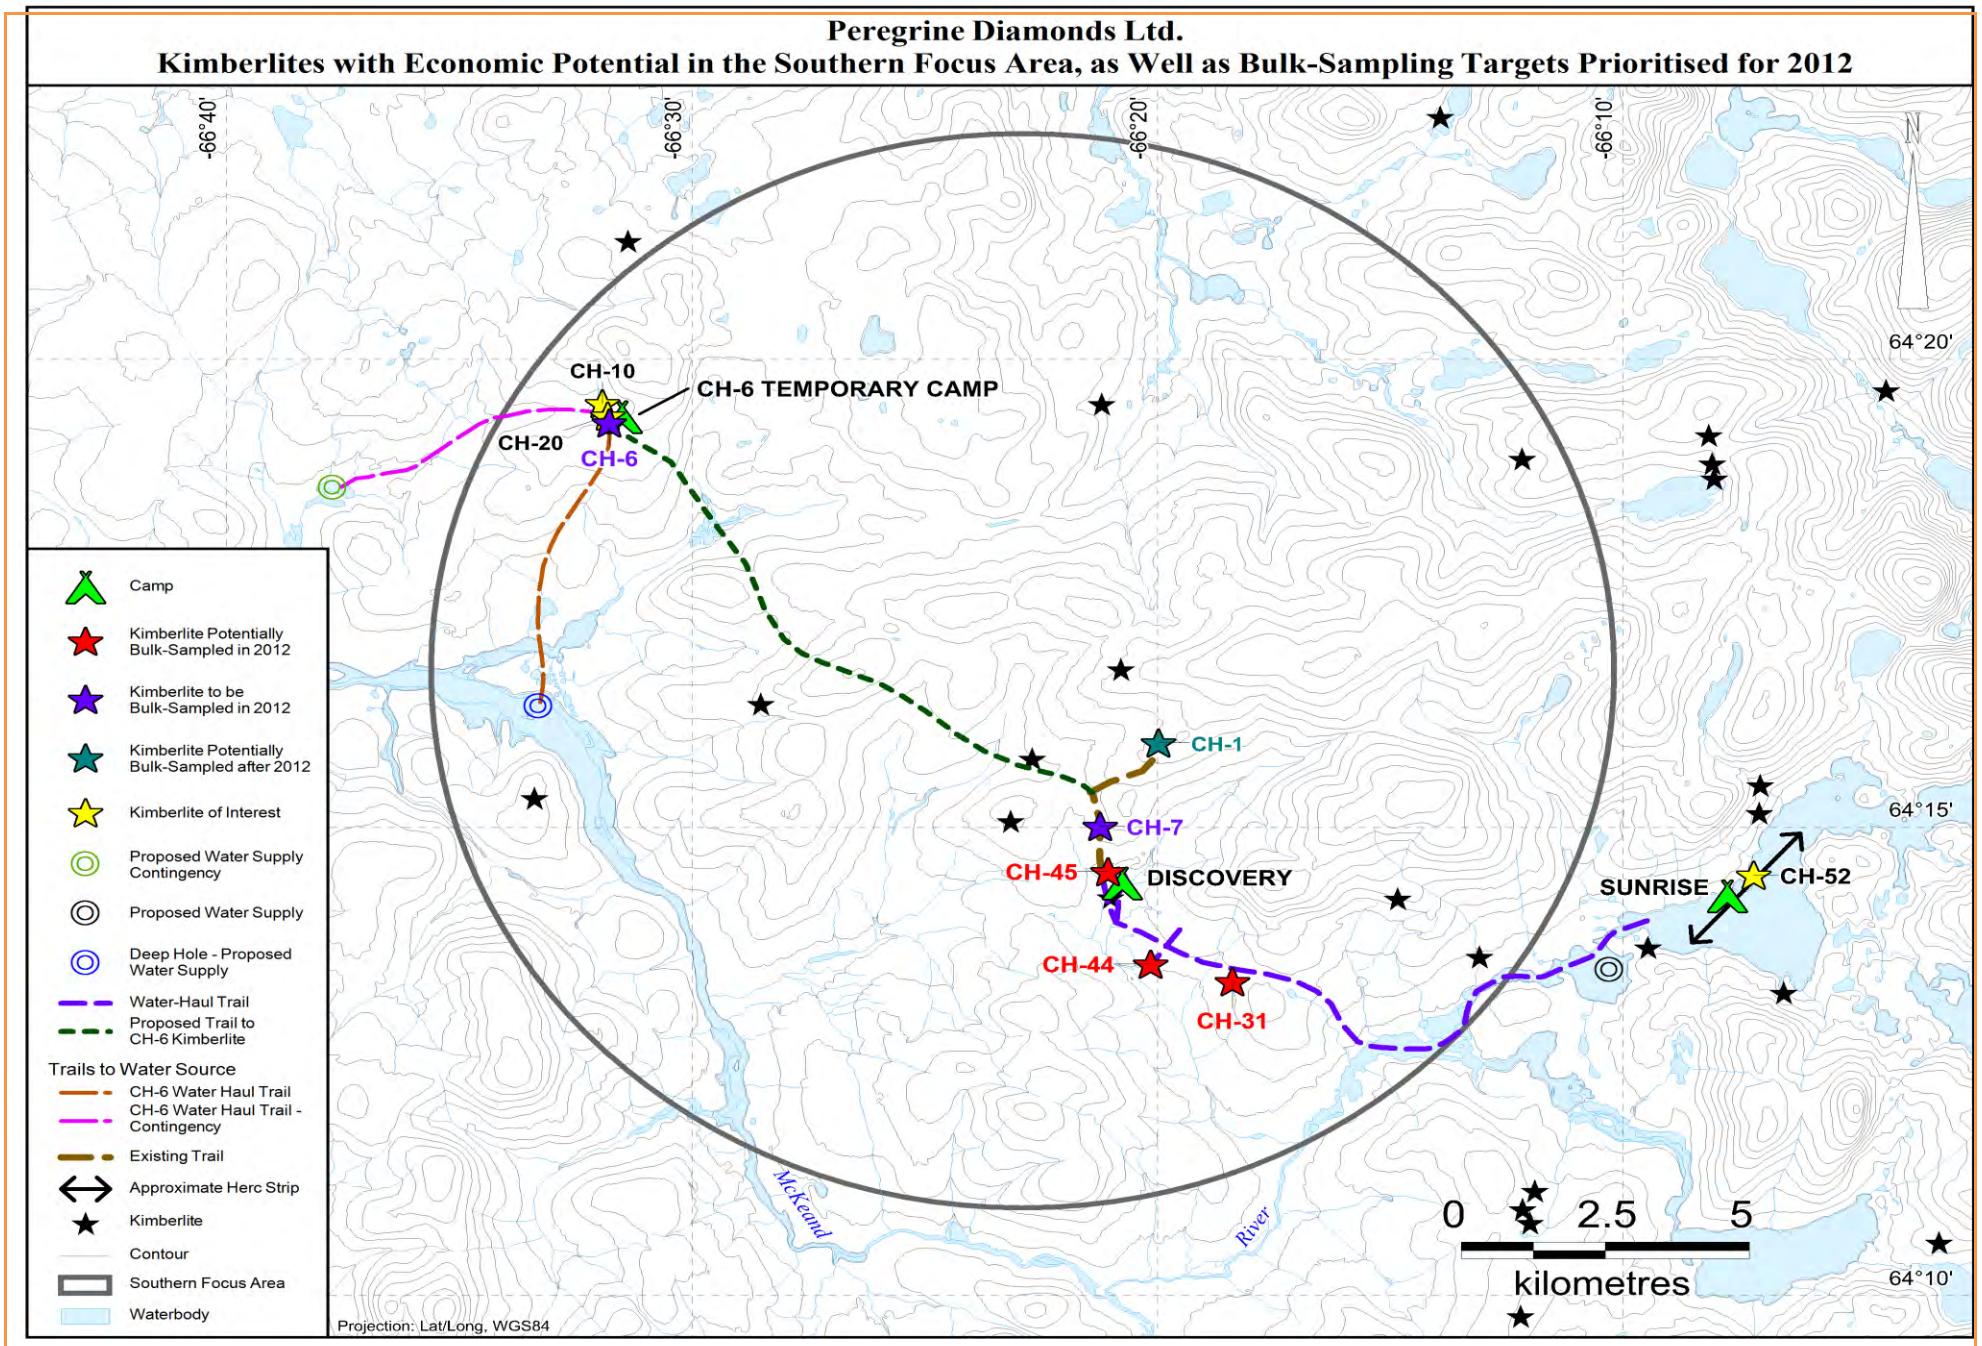 Peregrine Diamonds Ltd.
Kimberlites with Economic Potential in the Southern Focus Area, as Well as Bulk-Sampling Targets Prioritised for 2012
-66°40'
-66°30'
-66°20'
-66°10'
N
64°20'
CH-10
CH-6 TEMPORARY CAMP
CH-20
CH-6
CH-1
64°15'
CH-7
CH-45
DISCOVERY
SUNRISE
CH-52
CH-44
CH-31
McKeand
River
0 2.5 5
kilometres
64°10'
Camp
Kimberlite Potentially
Bulk-Sampled in 2012
Kimberlite to be
Bulk-Sampled in 2012
Kimberlite Potentially
Bulk-Sampled after 2012
Kimberlite of Interest
Proposed Water Supply
Contingency
Proposed Water Supply
Deep Hole - Proposed
Water Supply
Water-Haul Trail
Proposed Trail to
CH-6 Kimberlite
Trails to Water Source
CH-6 Water Haul Trail
CH-6 Water Haul Trail -
Contingency
Existing Trail
Approximate Herc Strip
Kimberlite
Contour
Southern Focus Area
Waterbody
Projection: Lat/Long, WGS84